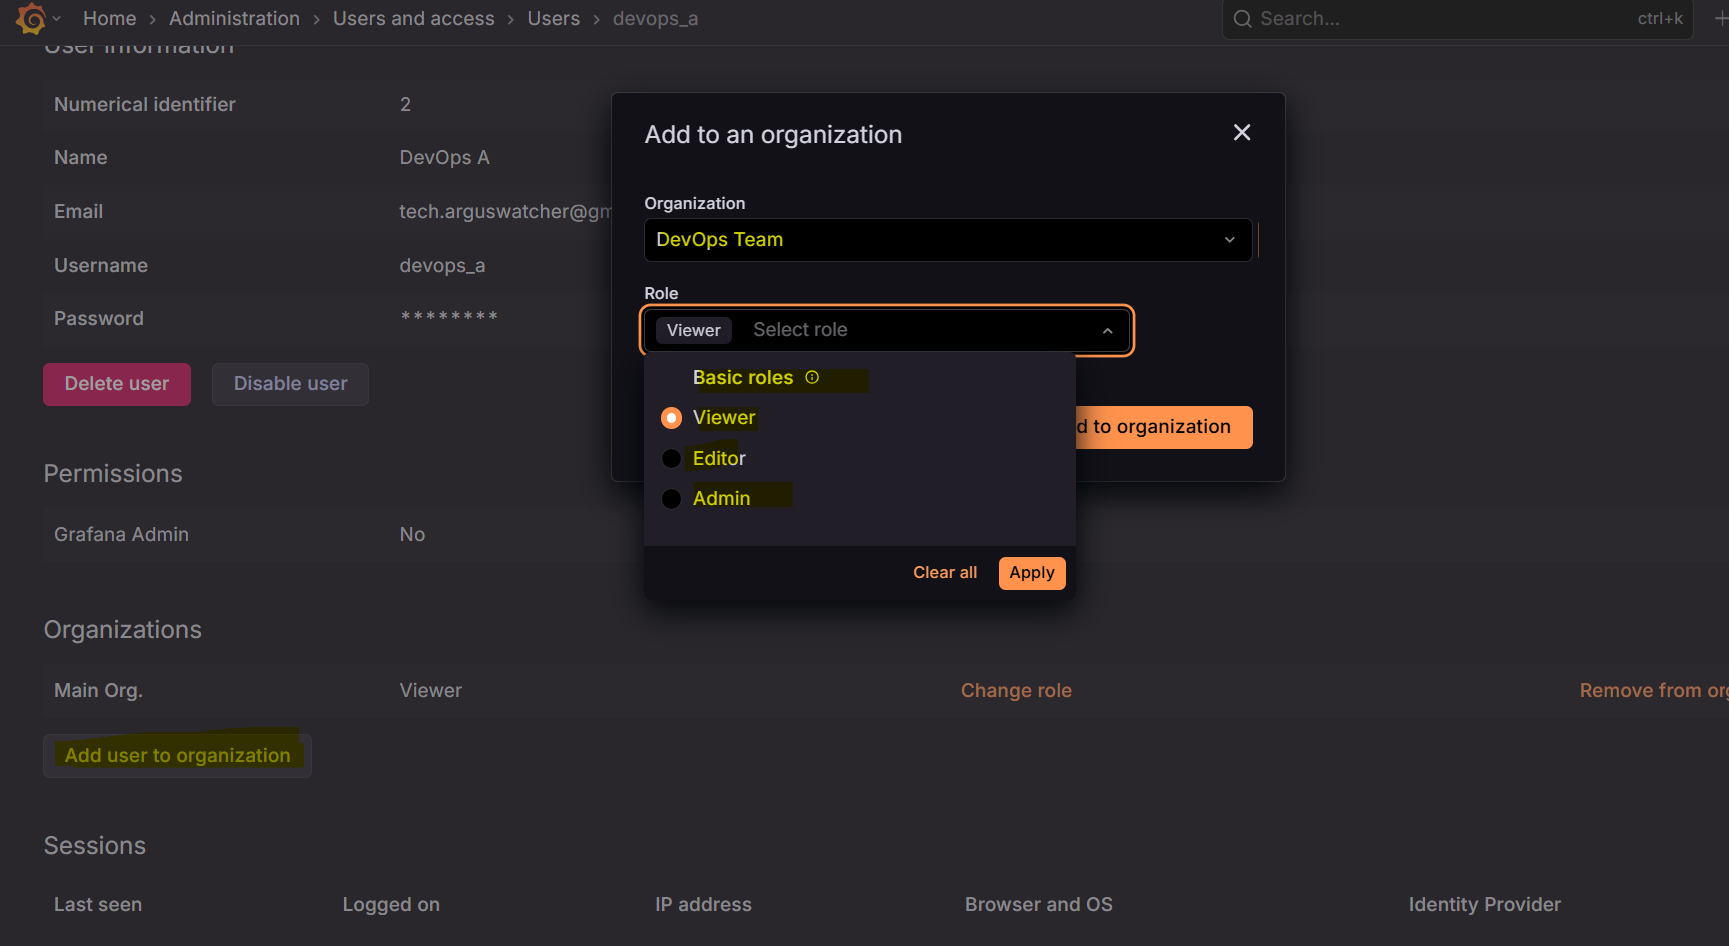 Home > Administration > Users and access > Users > devops_a
Search...
ctrl+k
User information
Numerical identifier 2
Name DevOps A
Email tech.arguswatcher@gm
Username devops_a
Password ********
Delete user
Disable user
Permissions
Grafana Admin No
Organizations
Main Org. Viewer Change role Remove from org
Add user to organization
Sessions
Last seen Logged on IP address Browser and OS Identity Provider
Add to an organization
Organization
DevOps Team
Role
Viewer Select role
Basic roles
Viewer
Editor
Admin
Clear all Apply
d to organization